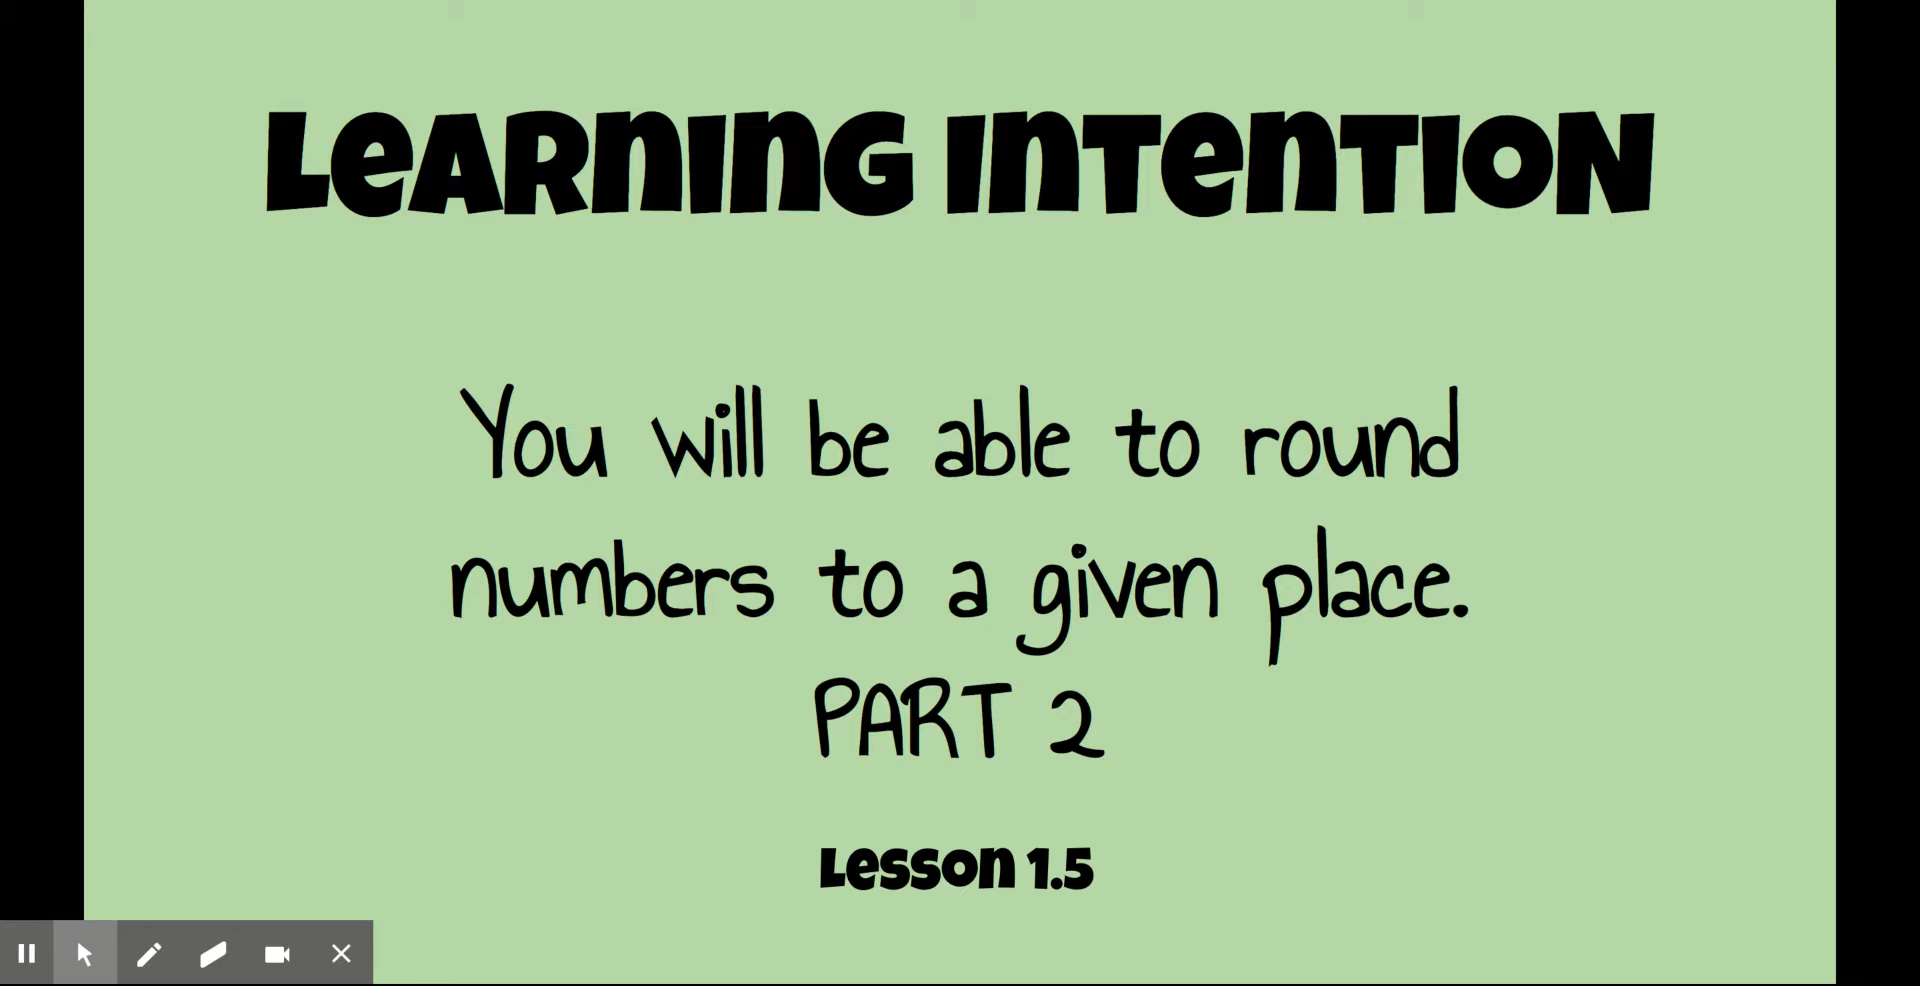 Learning Intention
You will be able to round
numbers to a given place.
PART 2
Lesson 1.5